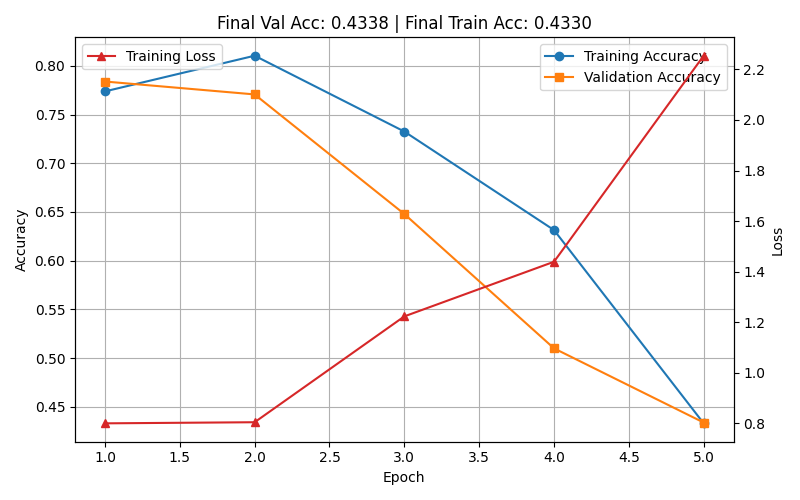 Final Val Acc: 0.4338 | Final Train Acc: 0.4330
Training Loss
Training Accuracy
Validation Accuracy
Accuracy
0.80
0.75
0.70
0.65
0.60
0.55
0.50
0.45
2.2
2.0
1.8
1.6
1.4
1.2
1.0
0.8
Loss
1.0 1.5 2.0 2.5 3.0 3.5 4.0 4.5 5.0
Epoch